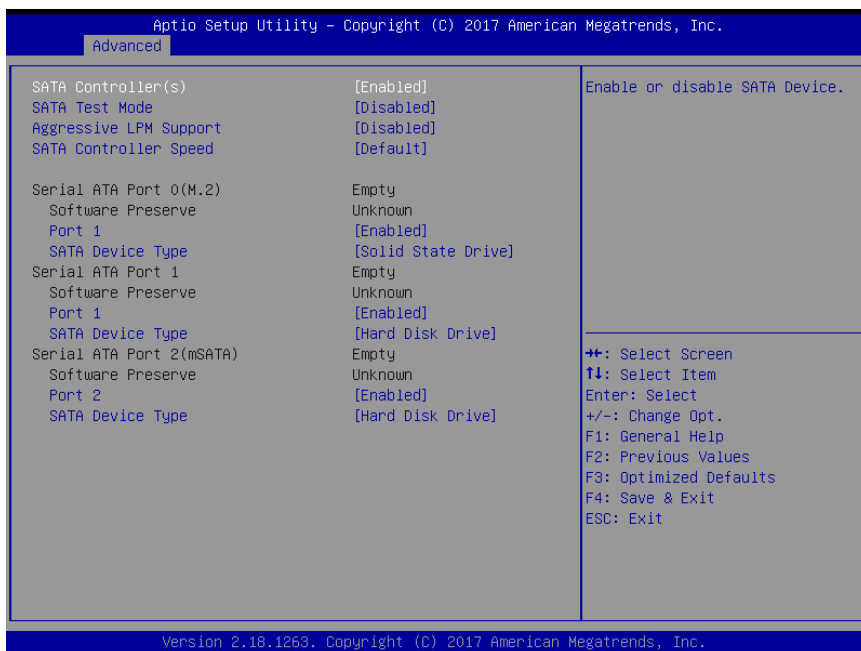 Aptio Setup Utility – Copyright (C) 2017 American Megatrends, Inc.
Advanced
SATA Controller(s) [Enabled]
SATA Test Mode [Disabled]
Aggressive LPM Support [Disabled]
SATA Controller Speed [Default]
Serial ATA Port 0(M.2) Empty
Software Preserve Unknown
Port 1 [Enabled]
SATA Device Type [Solid State Drive]
Serial ATA Port 1 Empty
Software Preserve Unknown
Port 1 [Enabled]
SATA Device Type [Hard Disk Drive]
Serial ATA Port 2(mSATA) Empty
Software Preserve Unknown
Port 2 [Enabled]
SATA Device Type [Hard Disk Drive]
Enable or disable SATA Device.
→←: Select Screen
↑↓: Select Item
Enter: Select
+/-: Change Opt.
F1: General Help
F2: Previous Values
F3: Optimized Defaults
F4: Save & Exit
ESC: Exit
Version 2.18.1263. Copyright (C) 2017 American Megatrends, Inc.